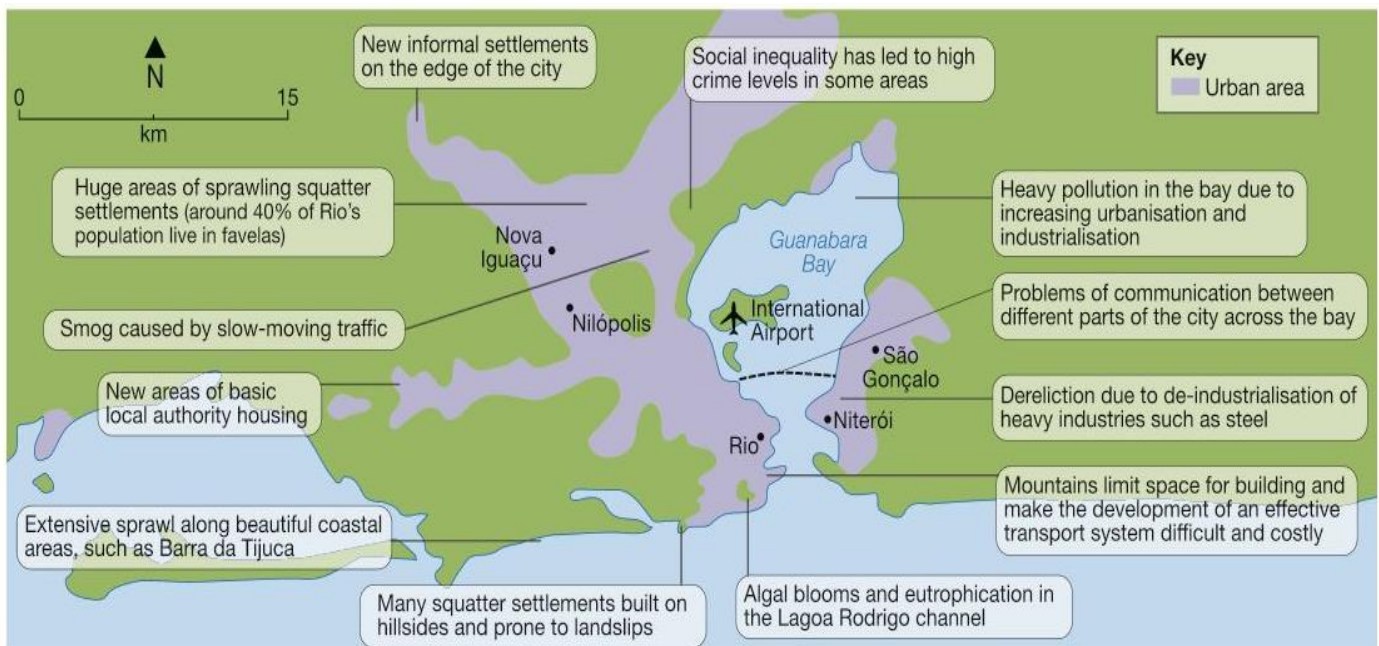 New informal settlements
on the edge of the city
Social inequality has led to high
crime levels in some areas
Key
Urban area
N
0
15
km
Huge areas of sprawling squatter
settlements (around 40% of Rio's
population live in favelas)
Heavy pollution in the bay due to
increasing urbanisation and
industrialisation
Nova
Iguaçu
Guanabara
Bay
Smog caused by slow-moving traffic
Nilópolis
International
Airport
Problems of communication between
different parts of the city across the bay
São
Gonçalo
New areas of basic
local authority housing
Dereliction due to de-industrialisation of
heavy industries such as steel
Rio
Niterói
Mountains limit space for building and
make the development of an effective
transport system difficult and costly
Extensive sprawl along beautiful coastal
areas, such as Barra da Tijuca
Many squatter settlements built on
hillsides and prone to landslips
Algal blooms and eutrophication in
the Lagoa Rodrigo channel